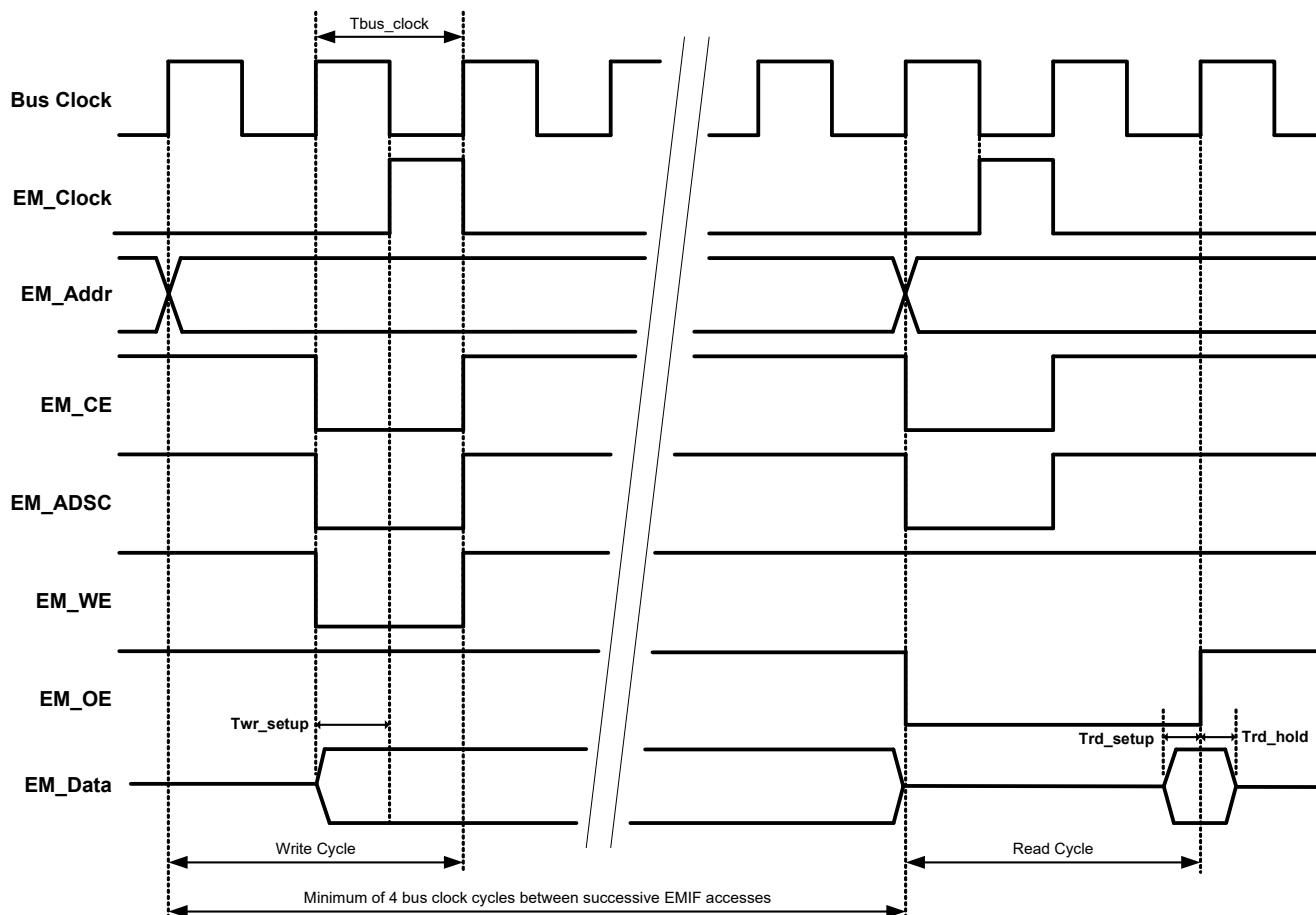 Tbus_clock
Bus Clock
EM_Clock
EM_Addr
EM_CE
EM_ADSC
EM_WE
EM_OE
Twr_setup
Trd_setup
Trd_hold
EM_Data
Write Cycle
Read Cycle
Minimum of 4 bus clock cycles between successive EMIF accesses